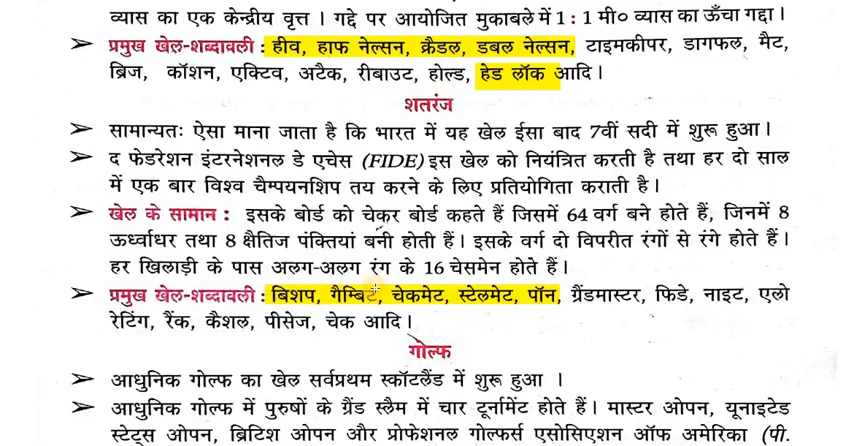 व्यास का एक केन्द्रीय वृत्त । गद्दे पर आयोजित मुकाबले में 1 : 1 मी० व्यास का ऊँचा गद्दा।
➢ प्रमुख खेल-शब्दावली : हीव, हाफ नेल्सन, क्रैडल, डबल नेल्सन, टाइमकीपर, डागफल, मैट,
ब्रिज, कॉशन, एक्टिव, अटैक, रीबाउट, होल्ड, हेड लॉक आदि।
शतरंज
➢ सामान्यतः ऐसा माना जाता है कि भारत में यह खेल ईसा बाद 7वीं सदी में शुरू हुआ।
➢ द फेडरेशन इंटरनेशनल डे एचेस (FIDE) इस खेल को नियंत्रित करती है तथा हर दो साल
में एक बार विश्व चैम्पयनशिप तय करने के लिए प्रतियोगिता कराती है।
➢ खेल के सामान : इसके बोर्ड को चेकर बोर्ड कहते हैं जिसमें 64 वर्ग बने होते हैं, जिनमें 8
ऊर्ध्वाधर तथा 8 क्षैतिज पंक्तियां बनी होती हैं। इसके वर्ग दो विपरीत रंगों से रंगे होते हैं।
हर खिलाड़ी के पास अलग-अलग रंग के 16 चेसमेन होते हैं।
➢ प्रमुख खेल-शब्दावली : बिशप, गैम्बिट, चेकमेट, स्टेलमेट, पॉन, ग्रैंडमास्टर, फिडे, नाइट, एलो
रेटिंग, रैंक, कैशल, पीसेज, चेक आदि।
गोल्फ
➢ आधुनिक गोल्फ का खेल सर्वप्रथम स्कॉटलैंड में शुरू हुआ ।
➢ आधुनिक गोल्फ में पुरुषों के ग्रैंड स्लैम में चार टूर्नामेंट होते हैं। मास्टर ओपन, यूनाइटेड
स्टेट्स ओपन, ब्रिटिश ओपन और प्रोफेशनल गोल्फर्स एसोसिएशन ऑफ अमेरिका (पी.